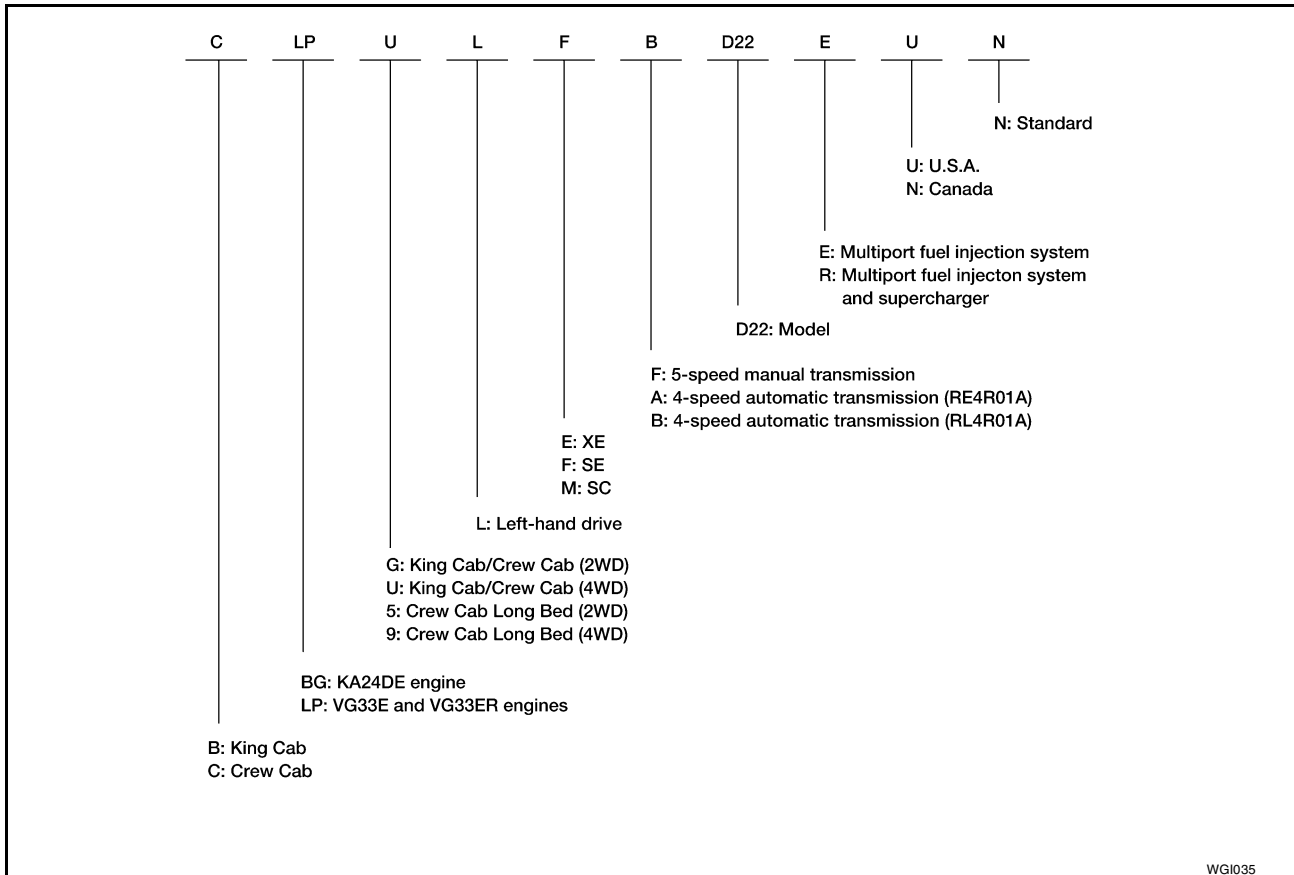 C LP U L F B D22 E U N
N: Standard
U: U.S.A.
N: Canada
E: Multiport fuel injection system
R: Multiport fuel injecton system
and supercharger
D22: Model
F: 5-speed manual transmission
A: 4-speed automatic transmission (RE4R01A)
B: 4-speed automatic transmission (RL4R01A)
E: XE
F: SE
M: SC
L: Left-hand drive
G: King Cab/Crew Cab (2WD)
U: King Cab/Crew Cab (4WD)
5: Crew Cab Long Bed (2WD)
9: Crew Cab Long Bed (4WD)
BG: KA24DE engine
LP: VG33E and VG33ER engines
B: King Cab
C: Crew Cab
WGI035